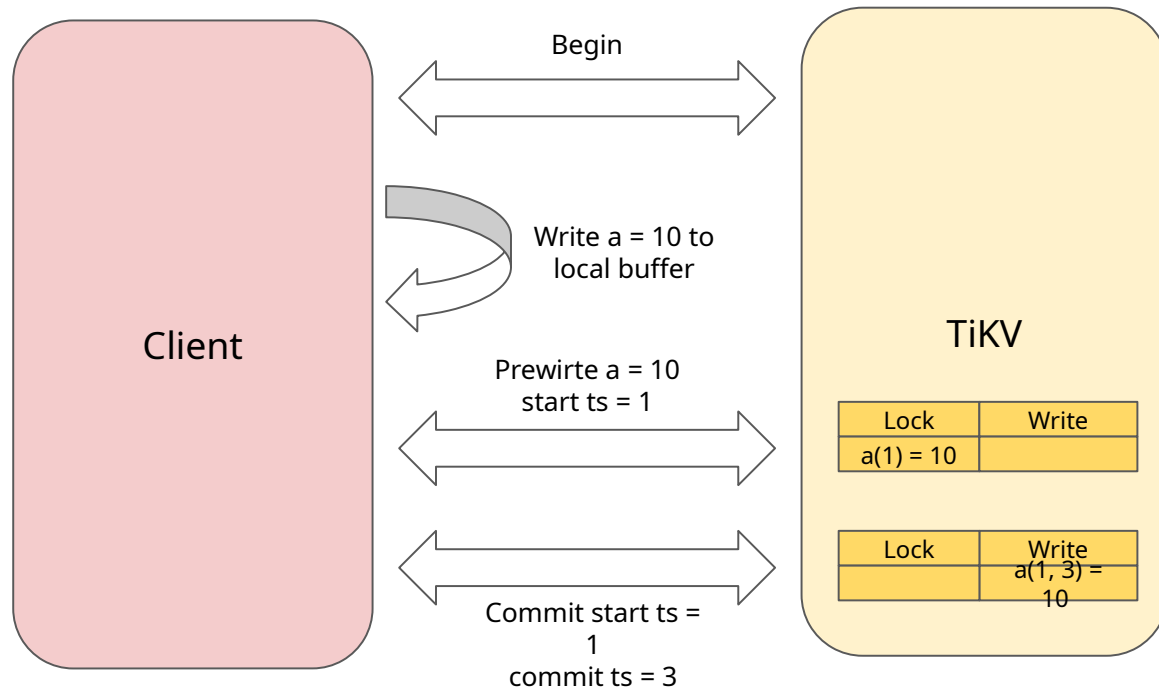 Begin
Write a = 10 to
local buffer
Client
TiKV
Prewirte a = 10
start ts = 1
Lock
Write
a(1) = 10
Lock
Write
a(1, 3) =
10
Commit start ts =
1
commit ts = 3